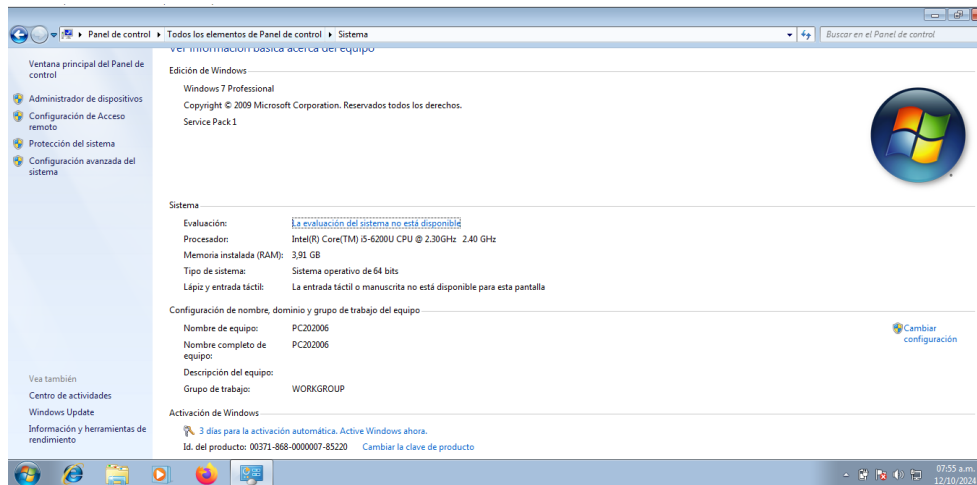 Panel de control ▸ Todos los elementos de Panel de control ▸ Sistema
Buscar en el Panel de control
Ventana principal del Panel de
control
Administrador de dispositivos
Configuración de Acceso
remoto
Protección del sistema
Configuración avanzada del
sistema
Vea también
Centro de actividades
Windows Update
Información y herramientas de
rendimiento
Ver información básica acerca del equipo
Edición de Windows
Windows 7 Professional
Copyright © 2009 Microsoft Corporation. Reservados todos los derechos.
Service Pack 1
Sistema
Evaluación: La evaluación del sistema no está disponible
Procesador: Intel(R) Core(TM) i5-6200U CPU @ 2.30GHz 2.40 GHz
Memoria instalada (RAM): 3,91 GB
Tipo de sistema: Sistema operativo de 64 bits
Lápiz y entrada táctil: La entrada táctil o manuscrita no está disponible para esta pantalla
Configuración de nombre, dominio y grupo de trabajo del equipo
Nombre de equipo: PC202006
Nombre completo de PC202006
equipo:
Descripción del equipo:
Grupo de trabajo: WORKGROUP
Cambiar
configuración
Activación de Windows
3 días para la activación automática. Active Windows ahora.
Id. del producto: 00371-868-0000007-85220 Cambiar la clave de producto
07:55 a.m.
12/10/2024